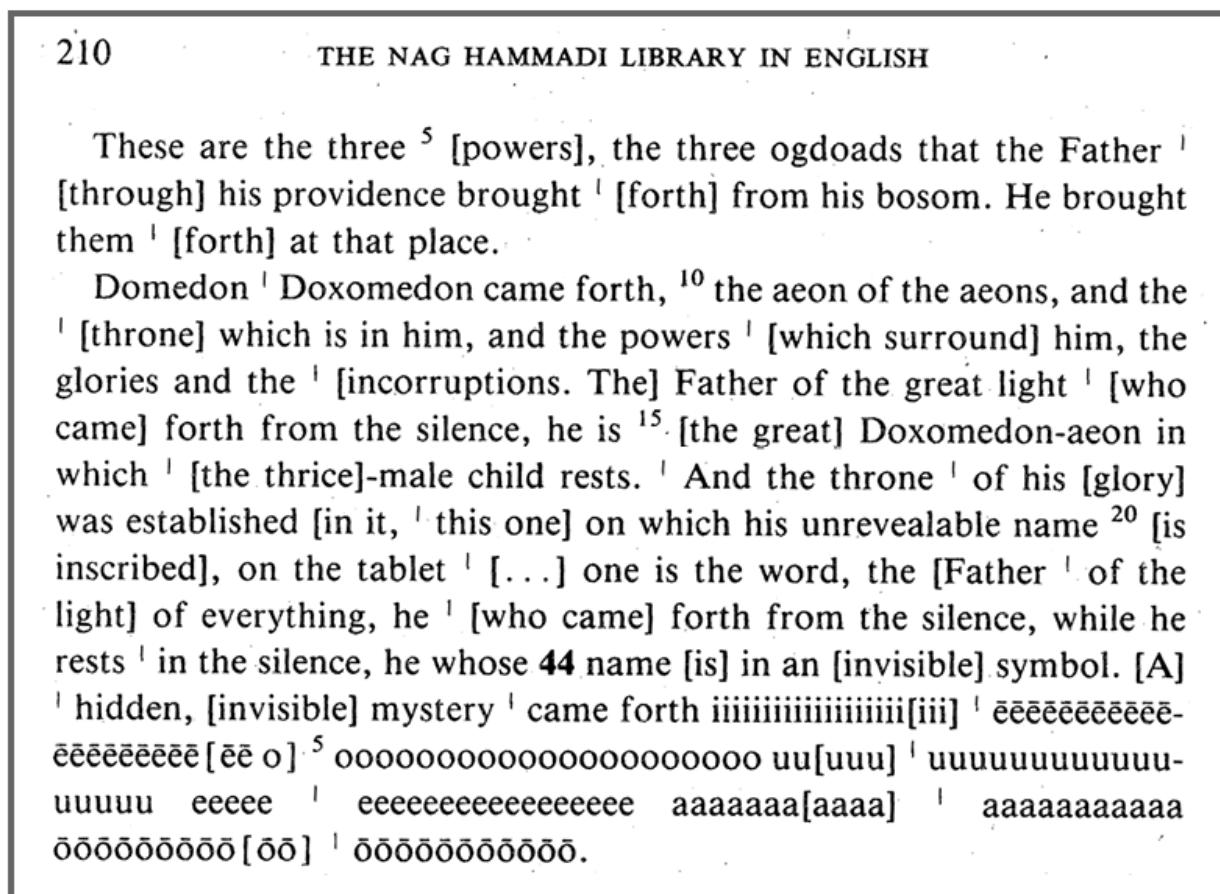 210 THE NAG HAMMADI LIBRARY IN ENGLISH
These are the three ⁵ [powers], the three ogdoads that the Father |
[through] his providence brought | [forth] from his bosom. He brought
them | [forth] at that place.
Domedon | Doxomedon came forth, ¹⁰ the aeon of the aeons, and the
| [throne] which is in him, and the powers | [which surround] him, the
glories and the | [incorruptions. The] Father of the great light | [who
came] forth from the silence, he is ¹⁵ [the great] Doxomedon-aeon in
which | [the thrice]-male child rests. | And the throne | of his [glory]
was established [in it, | this one] on which his unrevealable name ²⁰ [is
inscribed], on the tablet | [...] one is the word, the [Father | of the
light] of everything, he | [who came] forth from the silence, while he
rests | in the silence, he whose 44 name [is] in an [invisible] symbol. [A]
| hidden, [invisible] mystery | came forth iiiiiiiiiiiiiiiiiii[iii] | ēēēēēēēēēēē-
ēēēēēēēēē[ēē o] ⁵ ooooooooooooooooooooo uu[uuu] | uuuuuuuuuuuu-
uuuuu eeeee | eeeeeeeeeeeeeeeee aaaaaaa[aaaa] | aaaaaaaaaaa
ōōōōōōōōō[ōō] | ōōōōōōōōōōō.